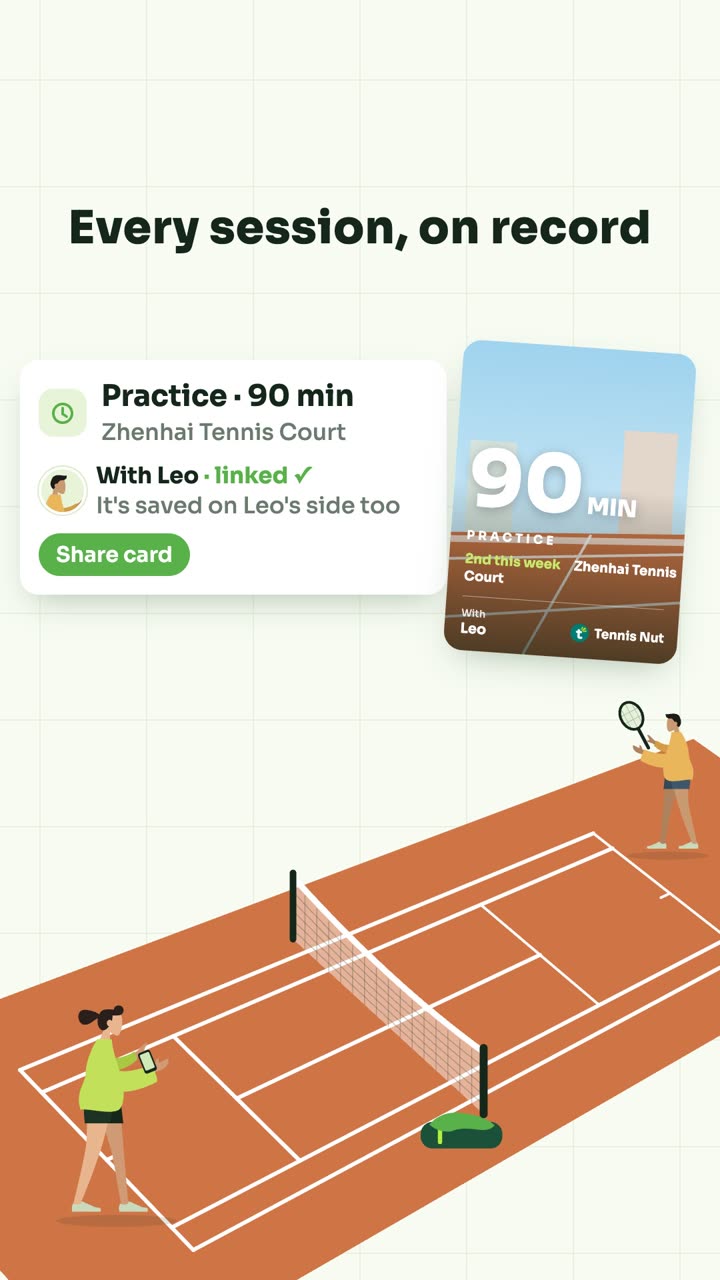 Every session, on record
Practice · 90 min
Zhenhai Tennis Court
With Leo · linked ✓
It's saved on Leo's side too
Share card
90 MIN
PRACTICE
2nd this week
Zhenhai Tennis
Court
With
Leo
t Tennis Nut